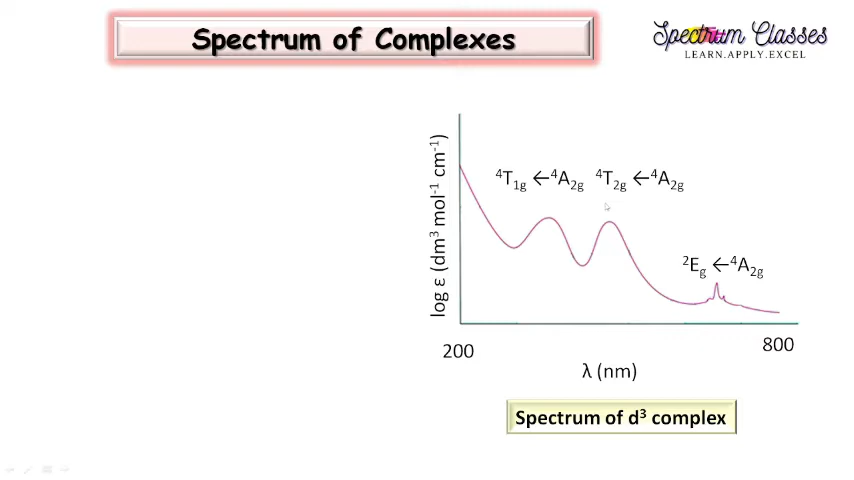 Spectrum of Complexes
Spectrum Classes
LEARN.APPLY.EXCEL
log ε (dm³ mol⁻¹ cm⁻¹)
⁴T₁g ←⁴A₂g ⁴T₂g ←⁴A₂g
²Eg ←⁴A₂g
200
800
λ (nm)
Spectrum of d³ complex